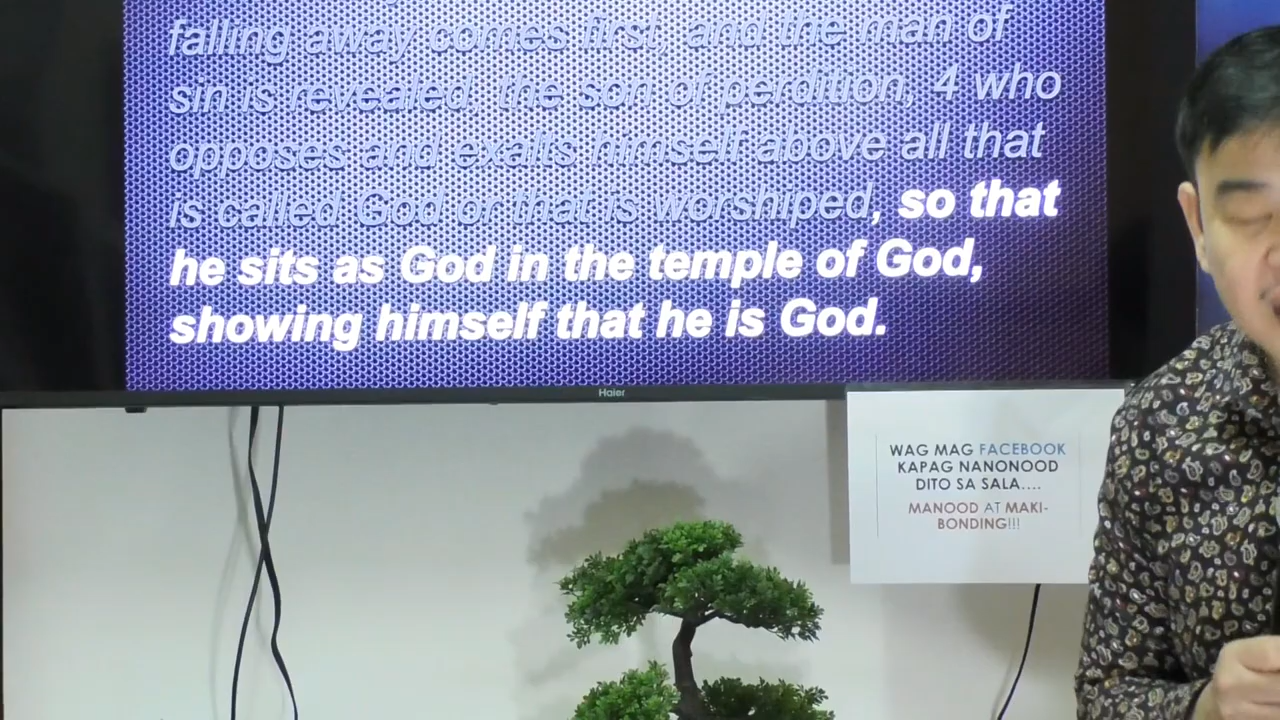 falling away comes first, and the man of
sin is revealed, the son of perdition, 4 who
opposes and exalts himself above all that
is called God or that is worshiped, so that
he sits as God in the temple of God,
showing himself that he is God.
Haier
WAG MAG FACEBOOK
KAPAG NANONOOD
DITO SA SALA....
MANOOD AT MAKI-
BONDING!!!